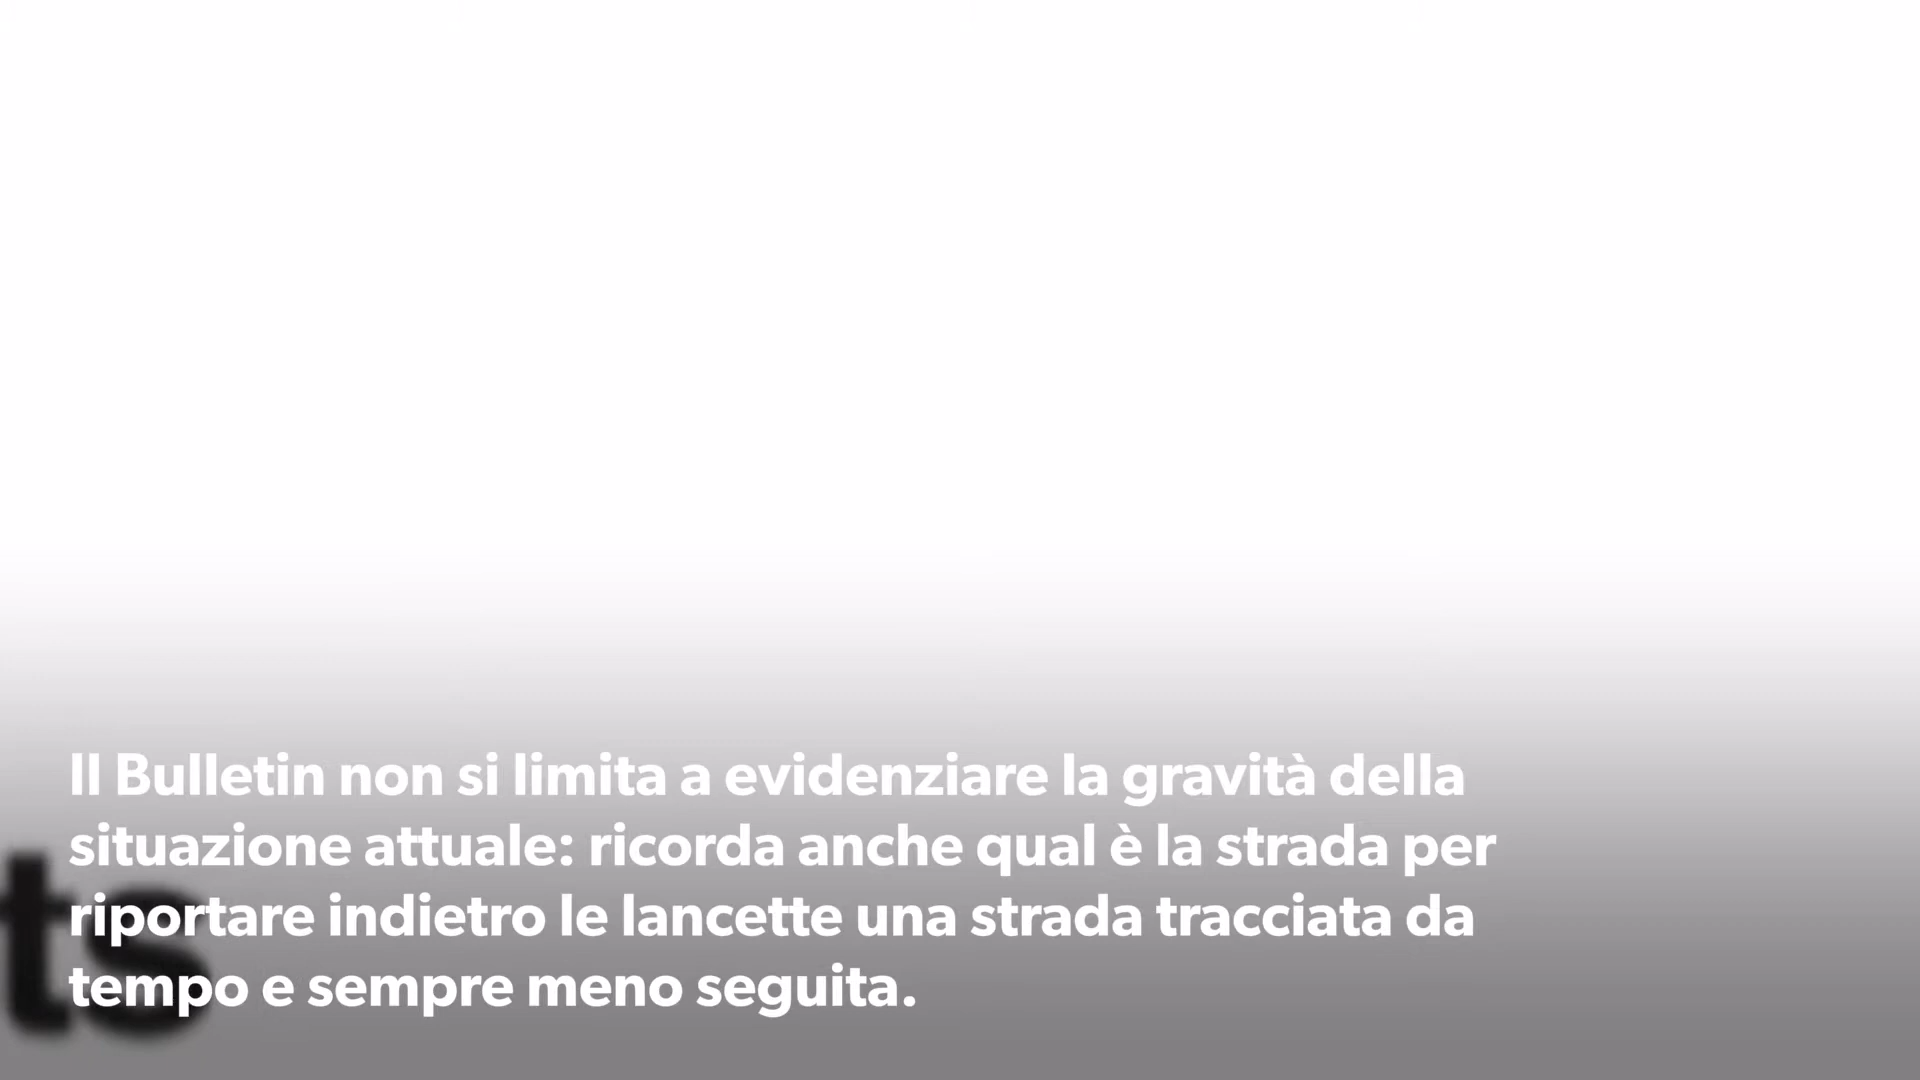 Il Bulletin non si limita a evidenziare la gravità della
situazione attuale: ricorda anche qual è la strada per
riportare indietro le lancette una strada tracciata da
tempo e sempre meno seguita.
ts